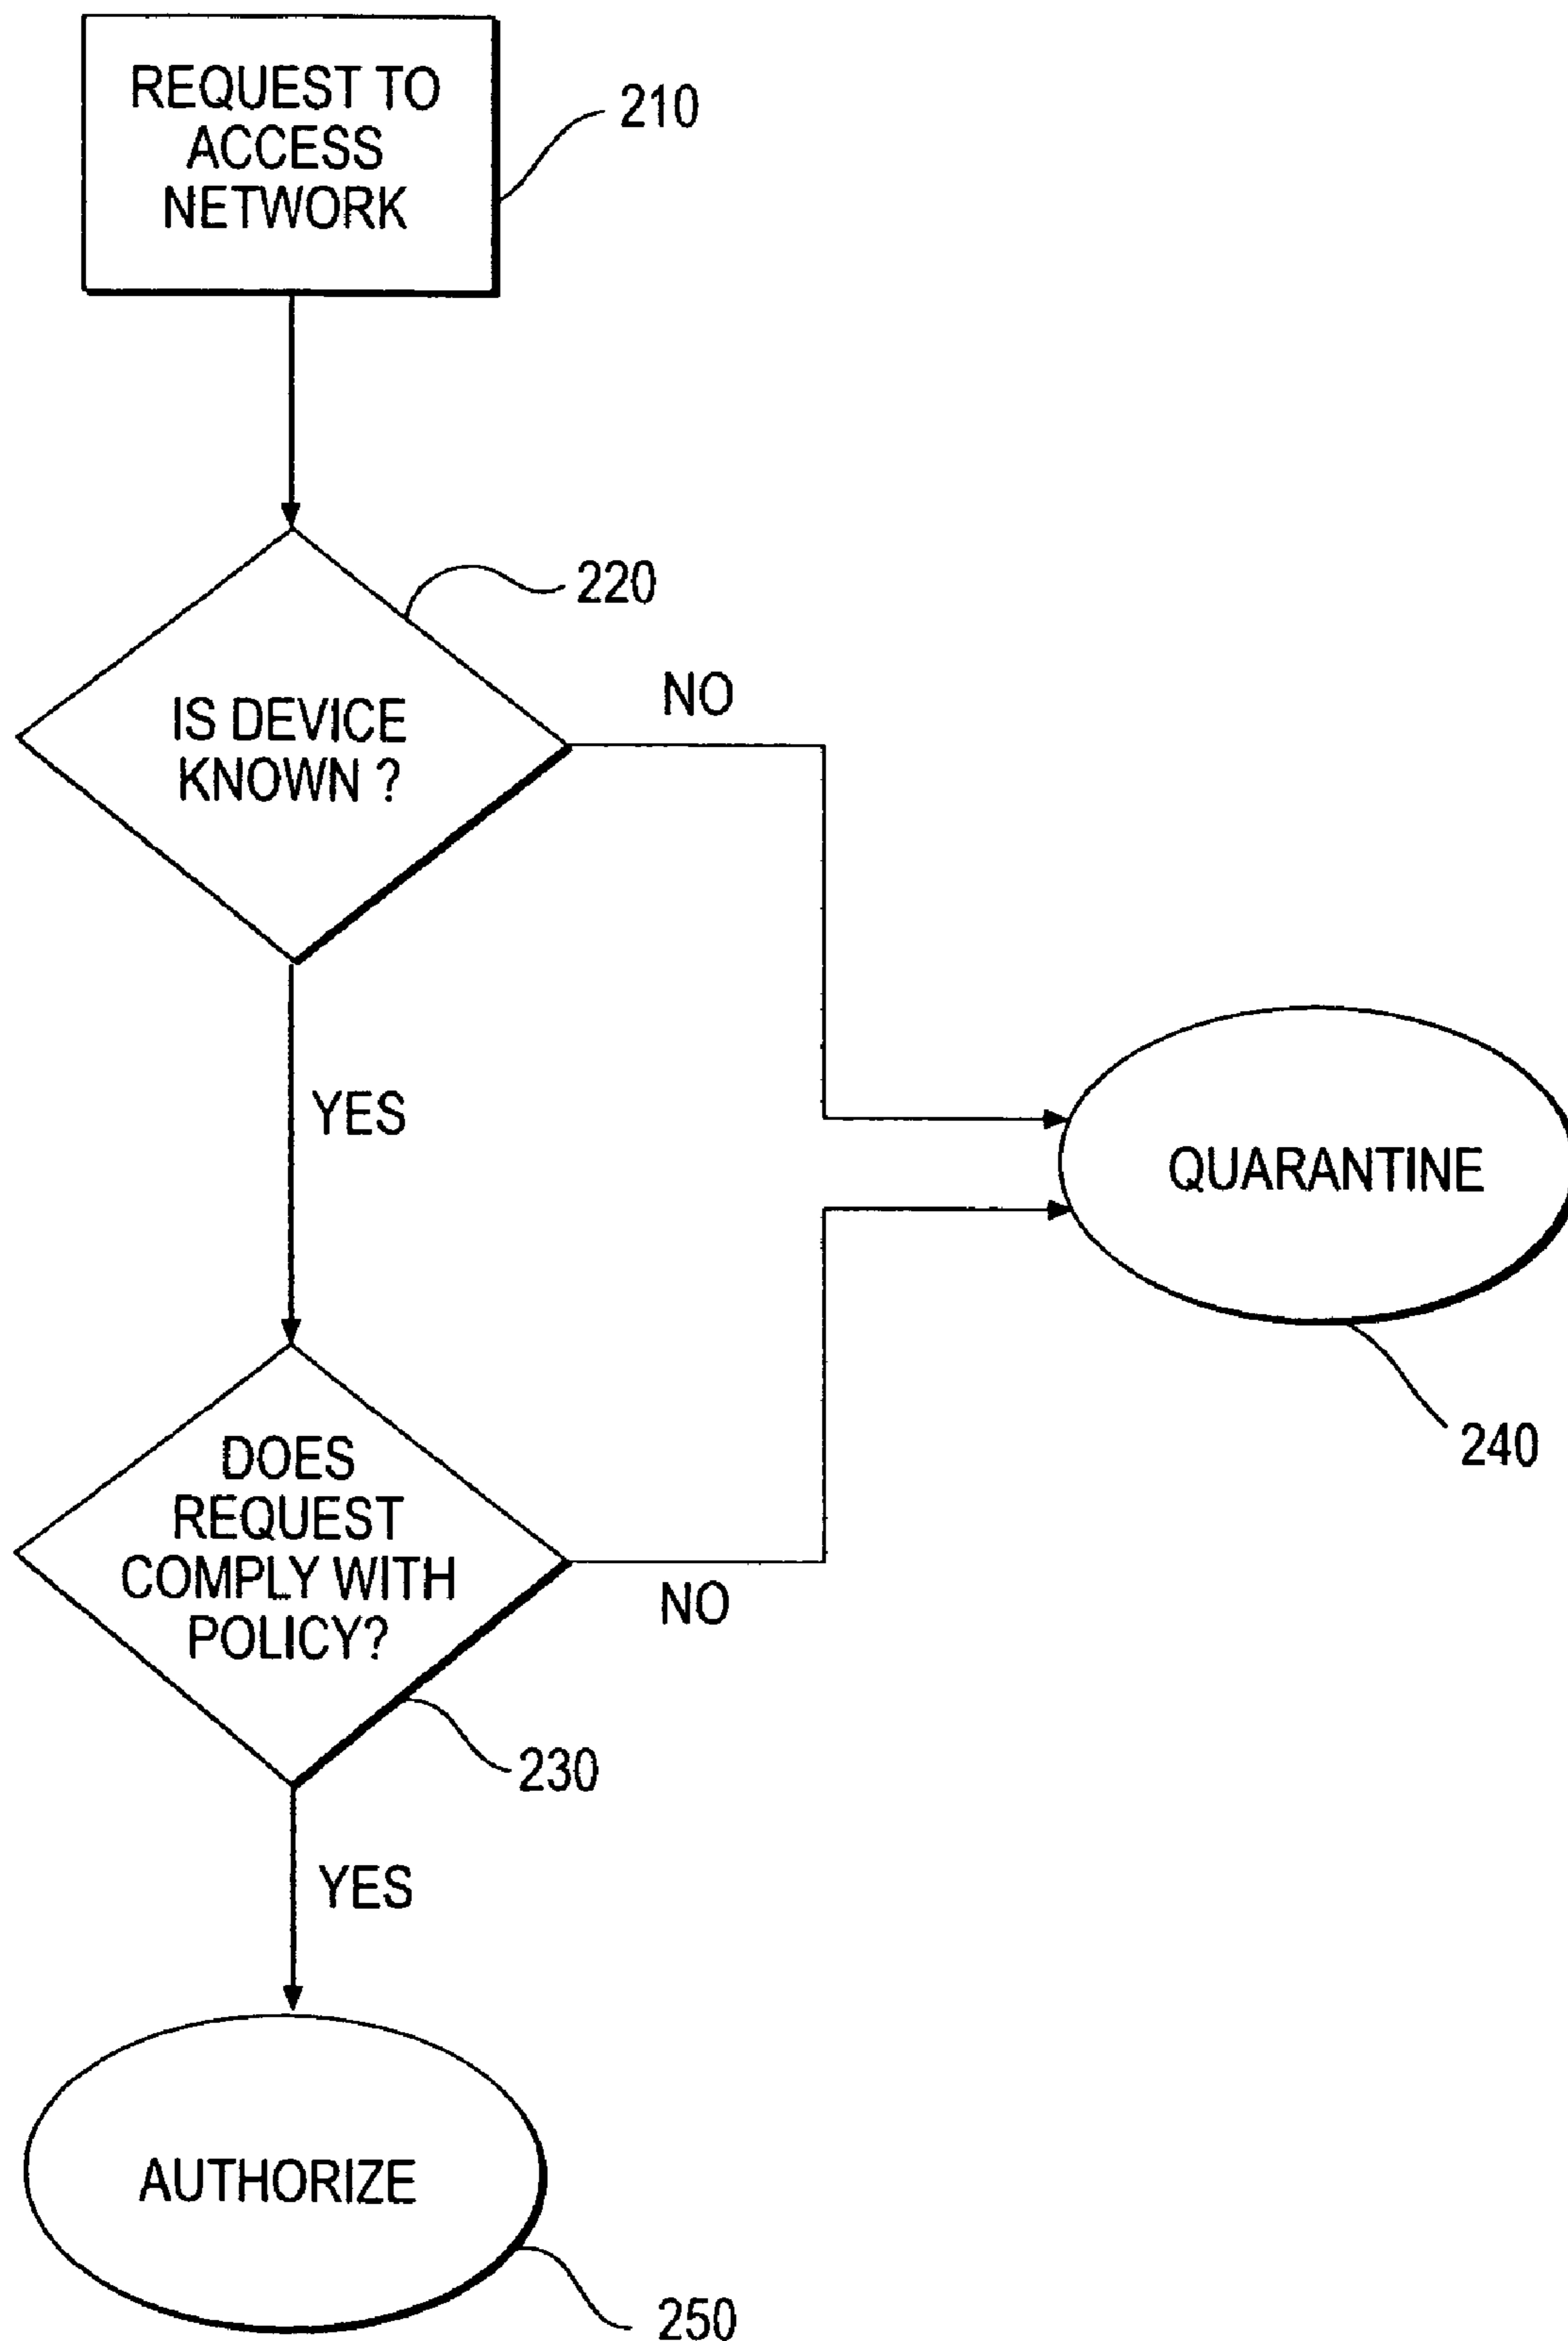 REQUEST TO
ACCESS
NETWORK
210
220
IS DEVICE
KNOWN ?
NO
YES
QUARANTINE
240
DOES
REQUEST
COMPLY WITH
POLICY?
NO
230
YES
AUTHORIZE
250